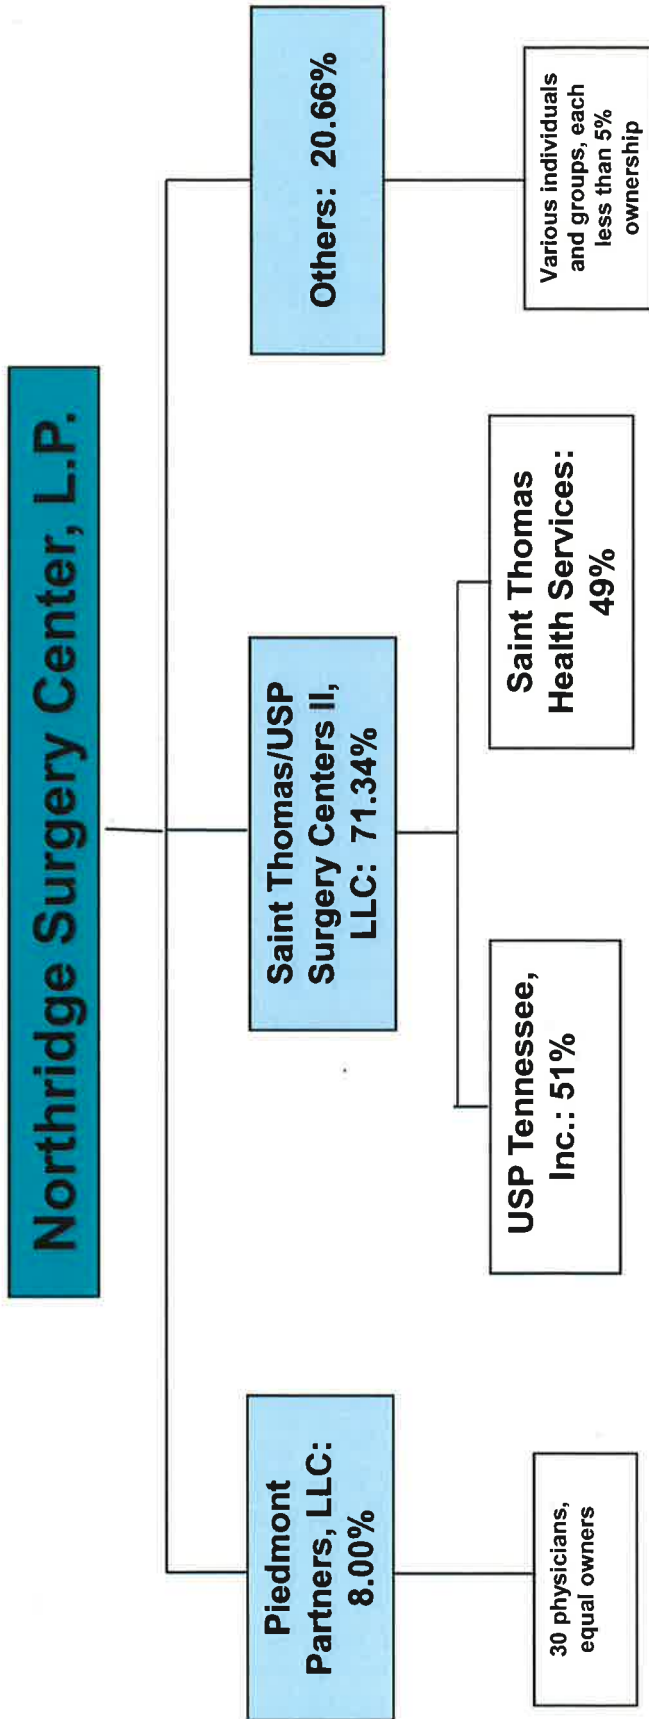 Northridge Surgery Center, L.P.
Piedmont
Partners, LLC:
8.00%
Saint Thomas/USP
Surgery Centers II,
LLC: 71.34%
Others: 20.66%
30 physicians,
equal owners
USP Tennessee,
Inc.: 51%
Saint Thomas
Health Services:
49%
Various individuals
and groups, each
less than 5%
ownership